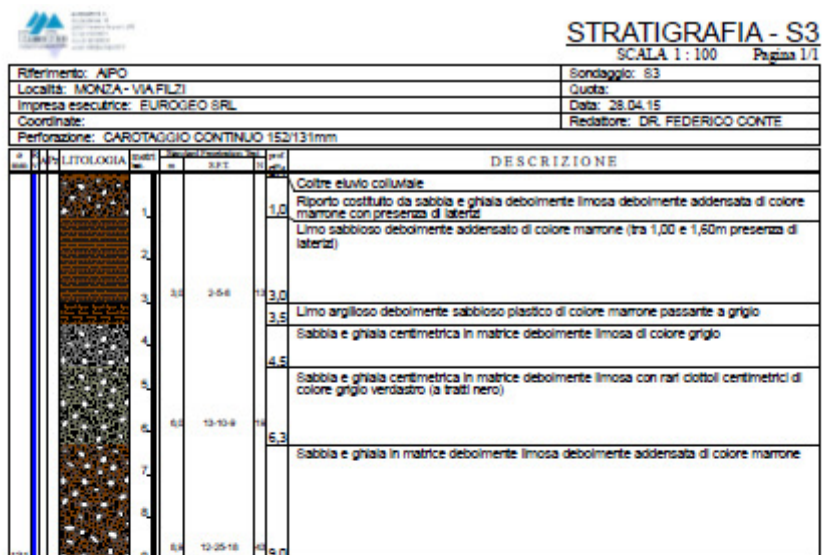 STRATIGRAFIA - S3
SCALA 1 : 100 Pagina 1/1
Riferimento: AIPO Sondaggio: S3
Località: MONZA - VIA FILZI Quota:
Impresa esecutrice: EUROGEO SRL Data: 28.04.15
Coordinate: Redattore: DR. FEDERICO CONTE
Perforazione: CAROTAGGIO CONTINUO 152/131mm
LITOLOGIA Standard Penetration Test
m S.P.T. N DESCRIZIONE
Coltre eluvio colluviale
Riporto costituito da sabbia e ghiaia debolmente limosa debolmente addensata di colore
1 1,0 marrone con presenza di laterizi
Limo sabbioso debolmente addensato di colore marrone (tra 1,00 e 1,60m presenza di
laterizi)
2
3 3,0 2-5-6 3,0
3,5 Limo argilloso debolmente sabbioso plastico di colore marrone passante a grigio
Sabbia e ghiaia centimetrica in matrice debolmente limosa di colore grigio
4
4,5
Sabbia e ghiaia centimetrica in matrice debolmente limosa con rari ciottoli centimetrici di
5 colore grigio verdastro (a tratti nero)
6 6,0 13-10-9 6,3
Sabbia e ghiaia in matrice debolmente limosa debolmente addensata di colore marrone
7
8
12-25-18 9,0